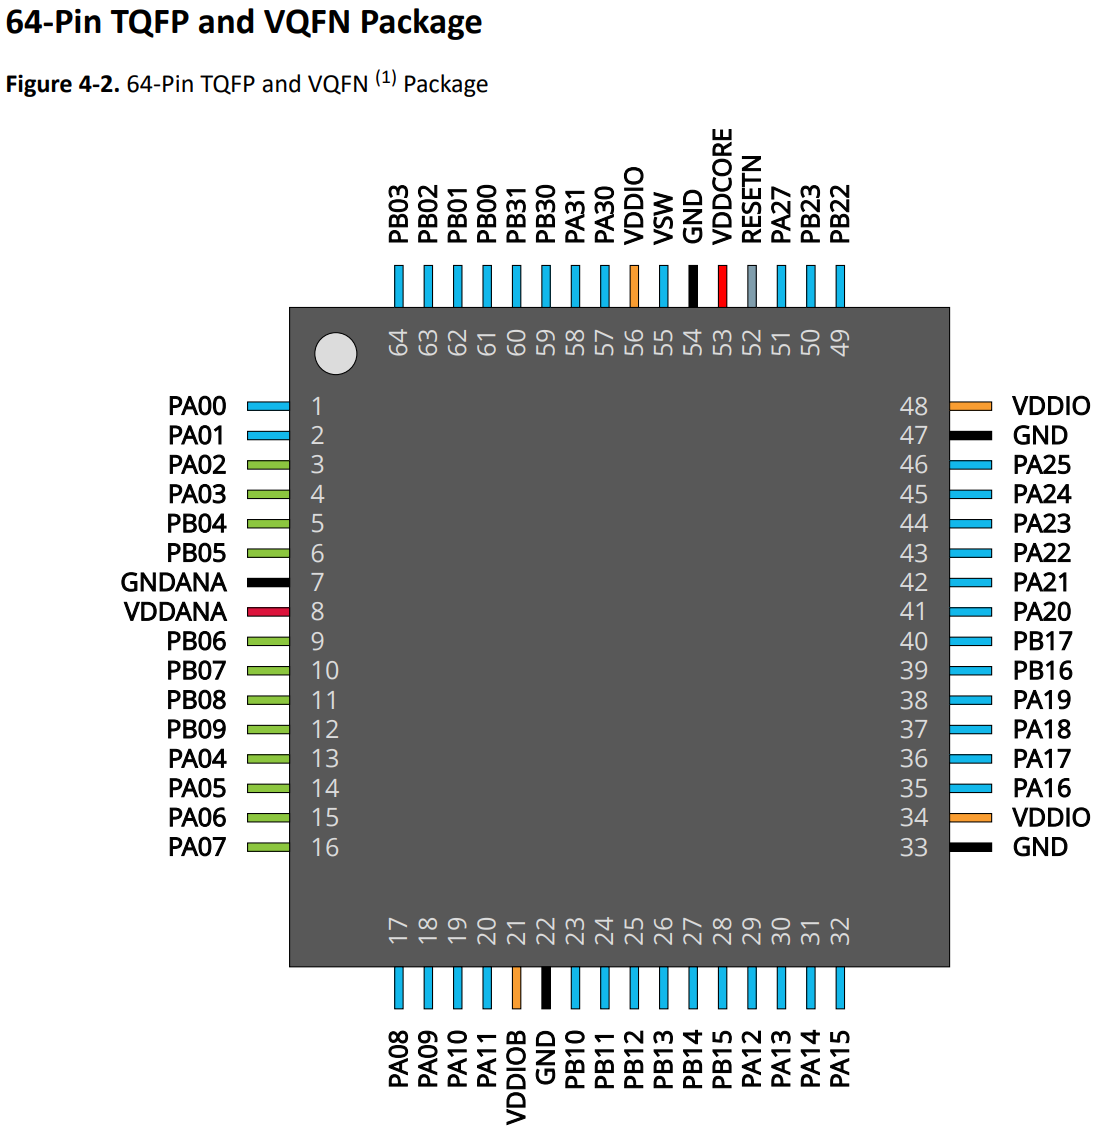 64-Pin TQFP and VQFN Package
Figure 4-2. 64-Pin TQFP and VQFN (1) Package
PB03 PB02 PB01 PB00 PB31 PB30 PA31 PA30 VDDIO VSW GND VDDCORE RESETN PA27 PB23 PB22
64 63 62 61 60 59 58 57 56 55 54 53 52 51 50 49
PA00 1 48 VDDIO
PA01 2 47 GND
PA02 3 46 PA25
PA03 4 45 PA24
PB04 5 44 PA23
PB05 6 43 PA22
GNDANA 7 42 PA21
VDDANA 8 41 PA20
PB06 9 40 PB17
PB07 10 39 PB16
PB08 11 38 PA19
PB09 12 37 PA18
PA04 13 36 PA17
PA05 14 35 PA16
PA06 15 34 VDDIO
PA07 16 33 GND
17 18 19 20 21 22 23 24 25 26 27 28 29 30 31 32
PA08 PA09 PA10 PA11 VDDIOB GND PB10 PB11 PB12 PB13 PB14 PB15 PA12 PA13 PA14 PA15